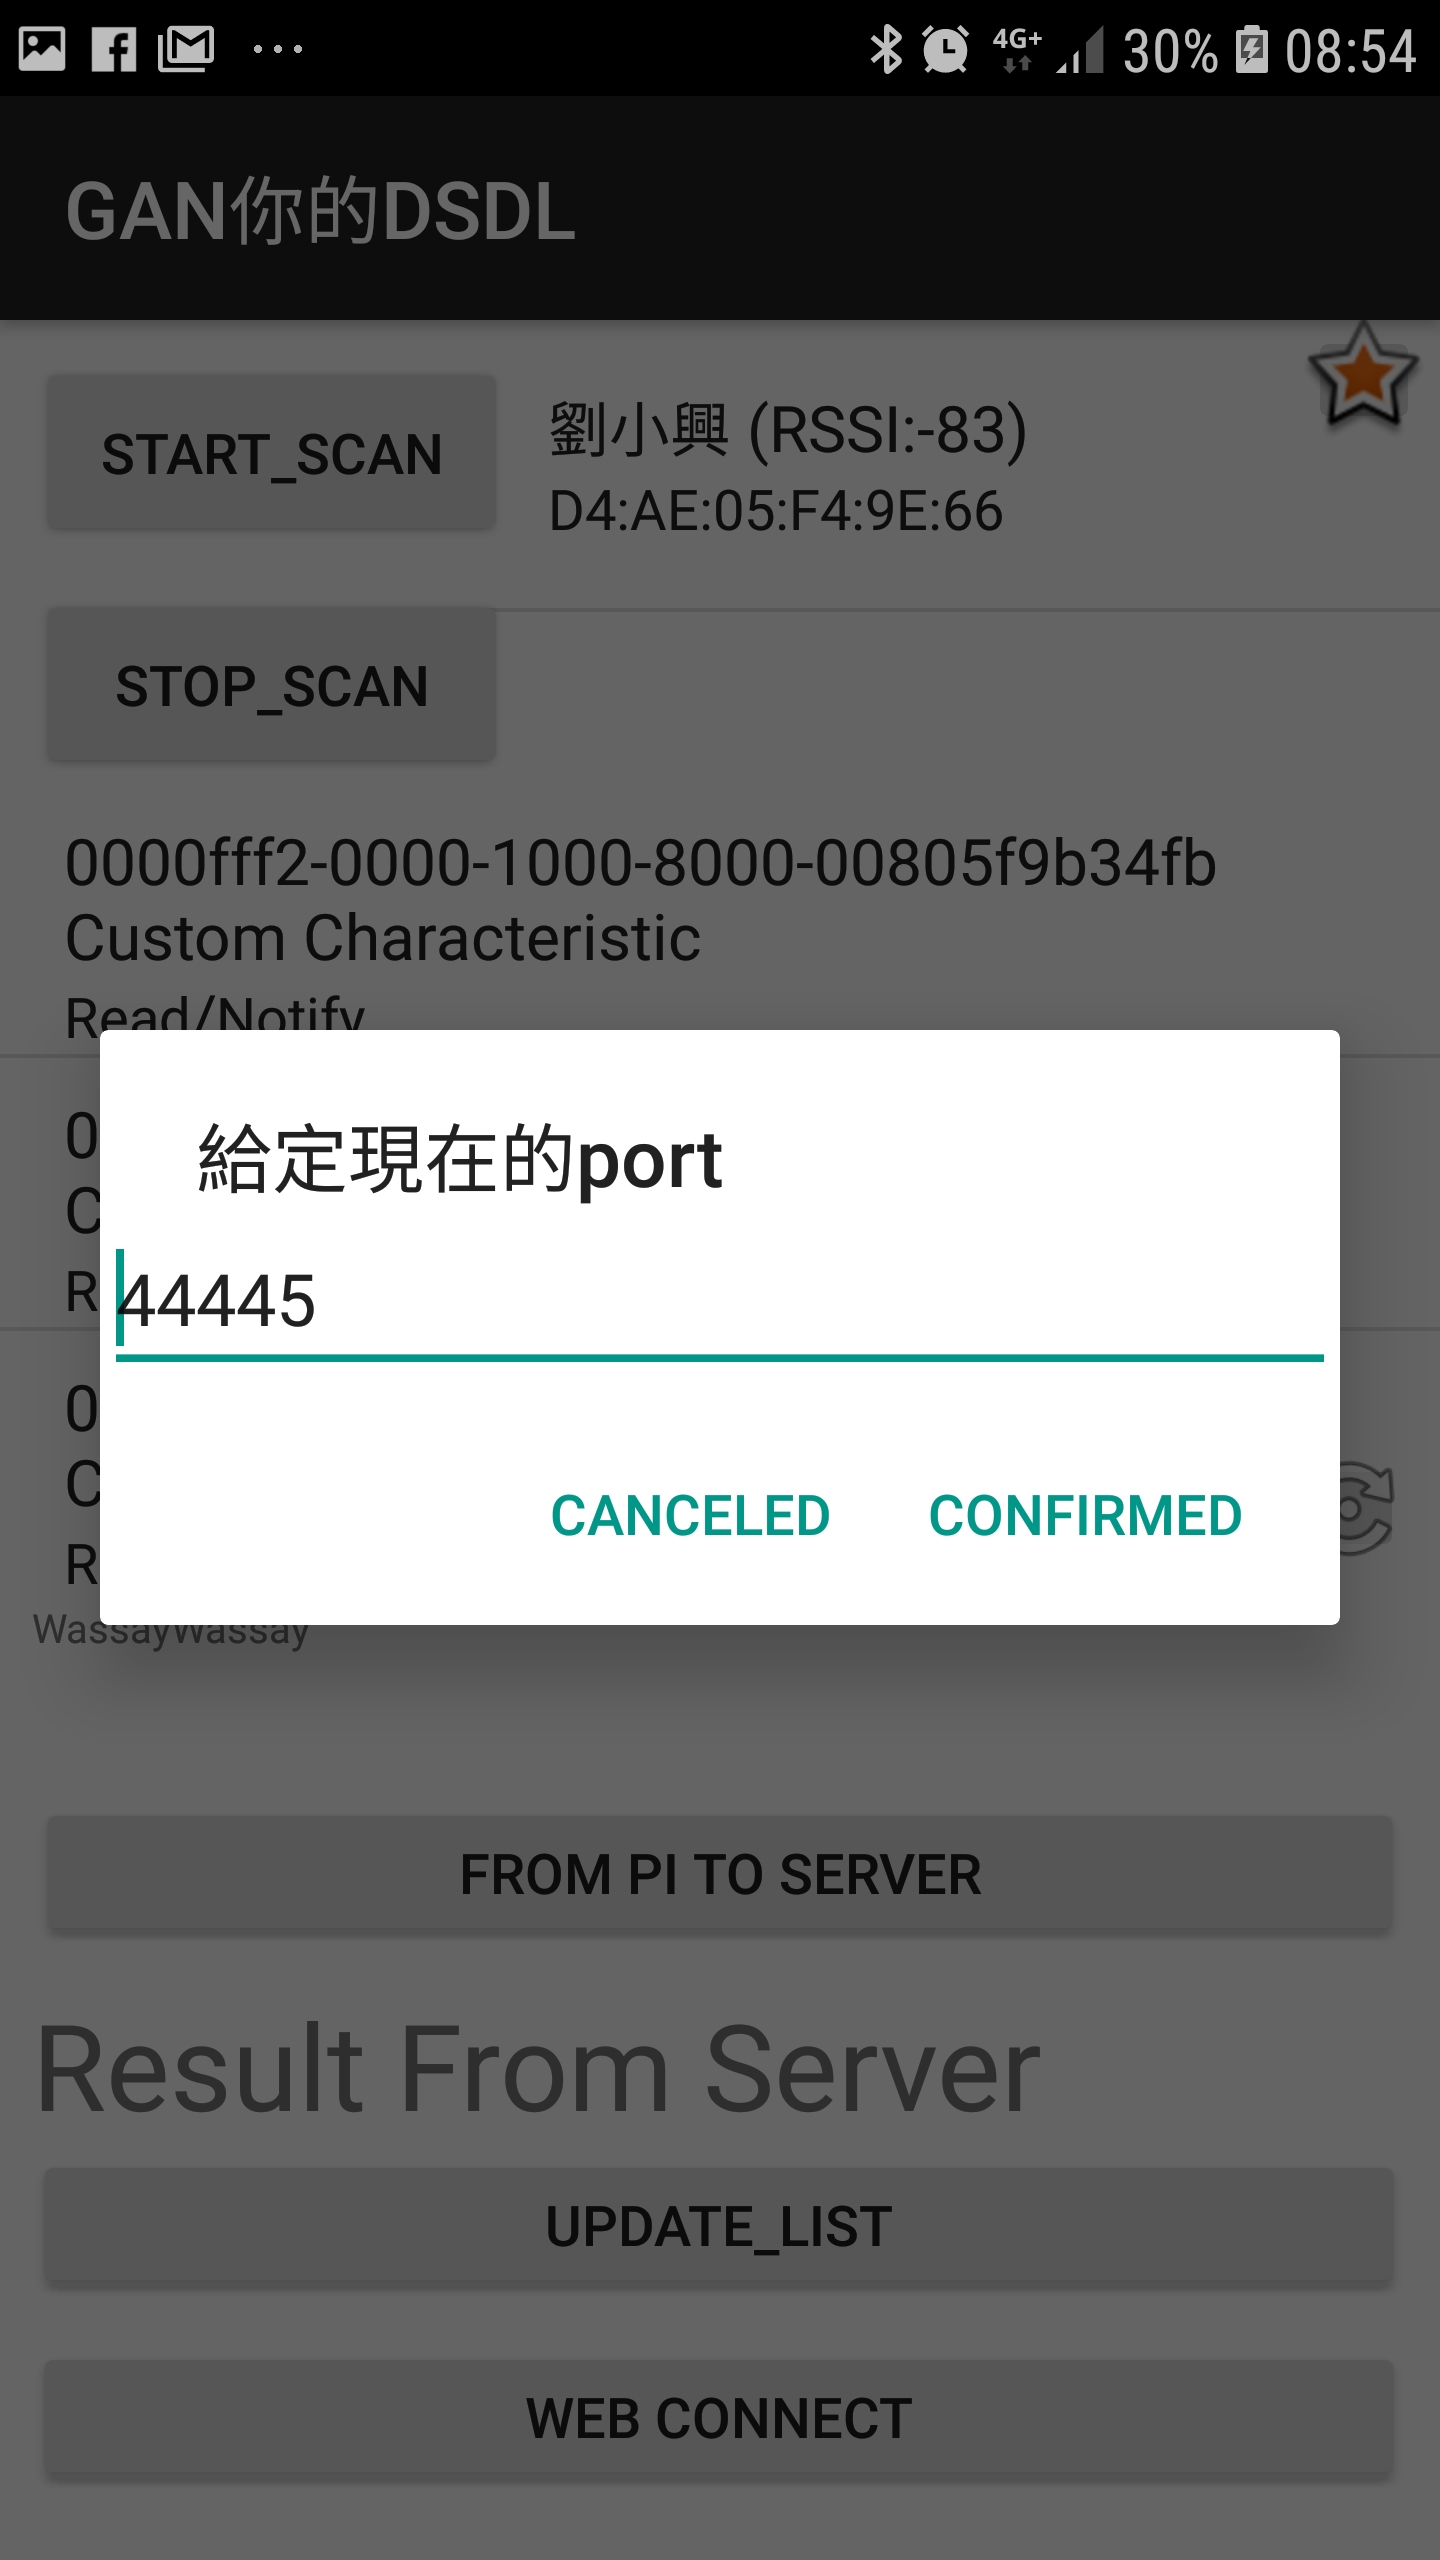 4G+ 30% 08:54
GAN你的DSDL
START_SCAN
劉小興 (RSSI:-83)
D4:AE:05:F4:9E:66
STOP_SCAN
0000fff2-0000-1000-8000-00805f9b34fb
Custom Characteristic
Read/Notify
0
C
R
給定現在的port
44445
0
C
CANCELED CONFIRMED
R
WassayWassay
FROM PI TO SERVER
Result From Server
UPDATE_LIST
WEB CONNECT